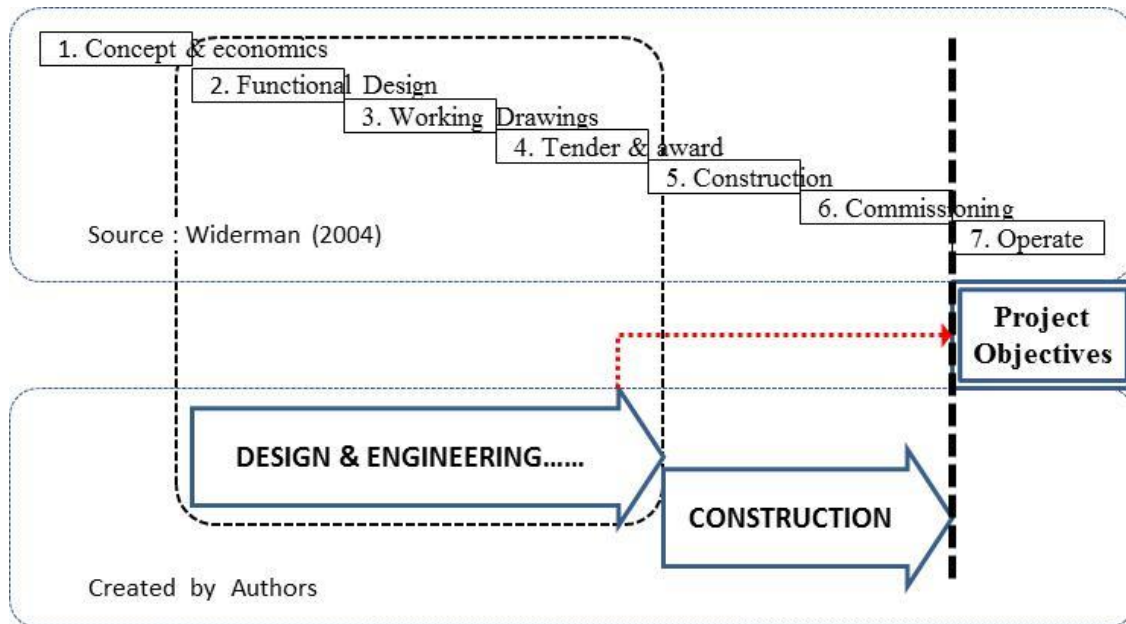 1. Concept & economics
2. Functional Design
3. Working Drawings
4. Tender & award
5. Construction
6. Commissioning
7. Operate
Source : Widerman (2004)
Project
Objectives
DESIGN & ENGINEERING......
CONSTRUCTION
Created by Authors